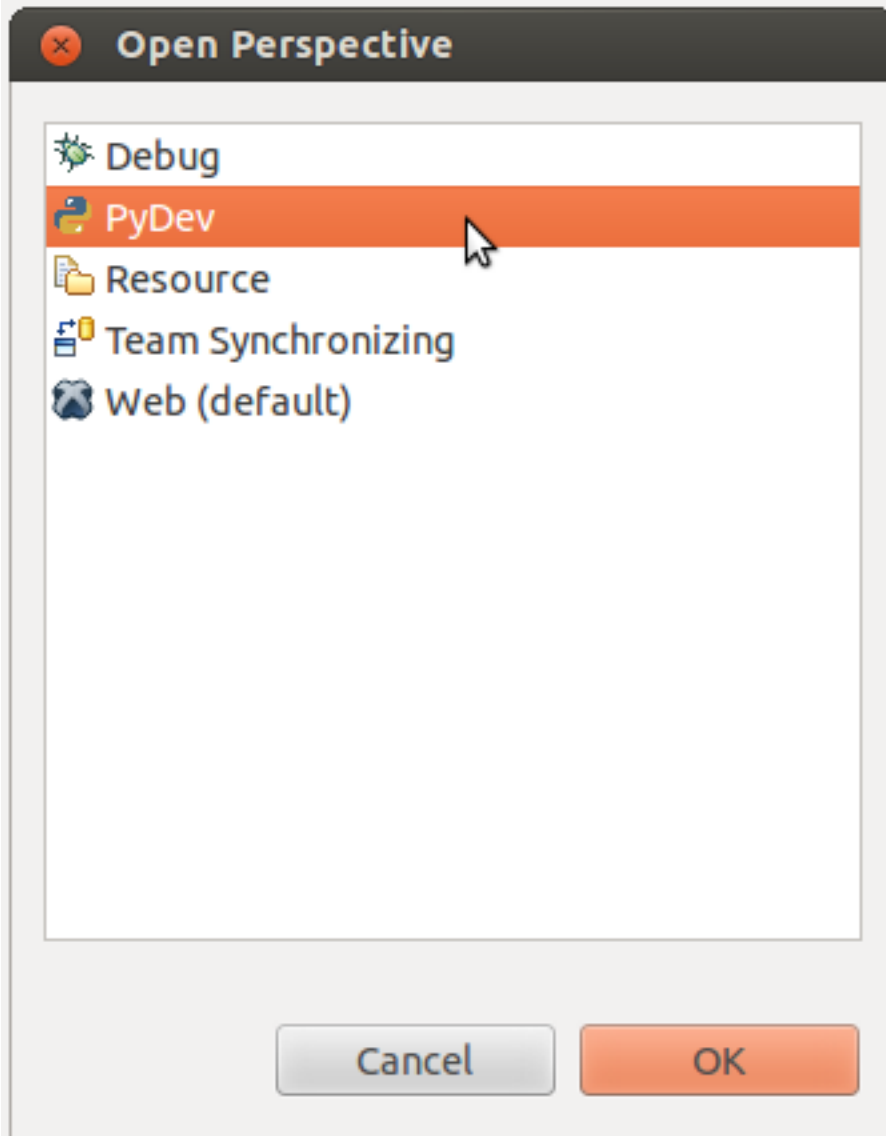 Open Perspective
Debug
PyDev
Resource
Team Synchronizing
Web (default)
Cancel
OK